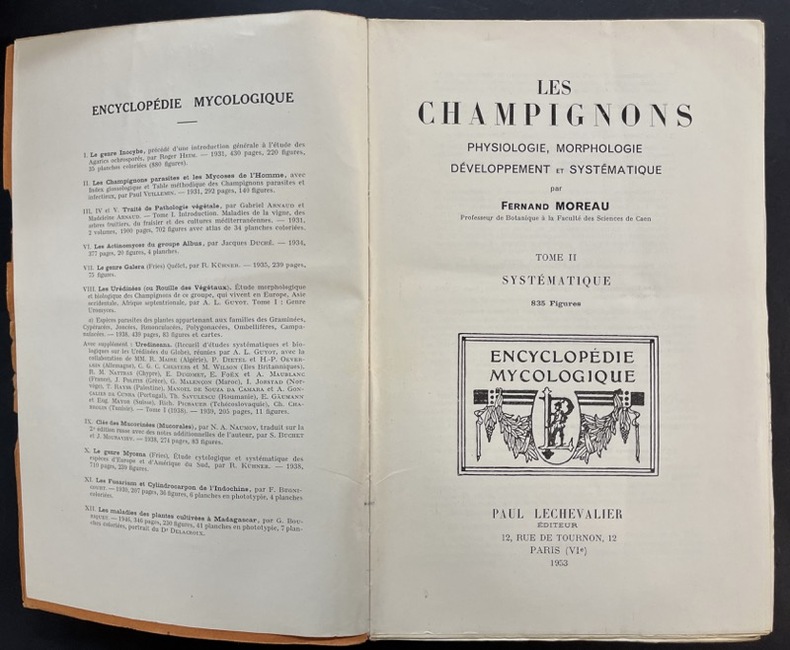 ENCYCLOPÉDIE MYCOLOGIQUE
I. Le genre Inocybe, précédé d'une introduction générale à l'étude des
Agarics ochrosporés, par Roger HEIM. — 1931, 430 pages, 220 figures,
35 planches coloriées (880 figures).
II. Les Champignons parasites et les Mycoses de l'Homme, avec
Index glossologique et Table méthodique des Champignons parasites et
infectieux, par Paul VUILLEMIN. — 1931, 292 pages, 140 figures.
III, IV et V. Traité de Pathologie végétale, par Gabriel ARNAUD et
Madeleine ARNAUD. — Tome I. Introduction. Maladies de la vigne, des
arbres fruitiers, du fraisier et des cultures méditerranéennes. — 1931,
2 volumes, 1900 pages, 702 figures avec atlas de 34 planches coloriées.
VI. Les Actinomyces du groupe Albus, par Jacques DUCHÉ. — 1934,
377 pages, 20 figures, 4 planches.
VII. Le genre Galera (Fries) Quélet, par R. KÜHNER. — 1935, 239 pages,
75 figures.
VIII. Les Urédinées (ou Rouille des Végétaux). Étude morphologique
et biologique des Champignons de ce groupe, qui vivent en Europe, Asie
occidentale, Afrique septentrionale, par A. L. GUYOT. Tome I : Genre
Uromyces.
a) Espèces parasites des plantes appartenant aux familles des Graminées,
Cypéracées, Joncées, Renonculacées, Polygonacées, Ombellifères, Campa-
nulacées. — 1938, 439 pages, 83 figures et cartes.
Avec supplément : Uredineana. (Recueil d'études systématiques et bio-
logiques sur les Urédinées du Globe), réunies par A. L. GUYOT, avec la
collaboration de MM. R. MAIRE (Algérie), P. DIETEL et H.-P. OLVER-
(Allemagne), C. G. C. CHESTERS et M. WILSON (Iles Britanniques),
R. M. NATTRAS (Chypre), E. FOËX et A. MAUBLANC
(France), J. (Grèce), G. MALENÇON (Maroc), I. JORSTAD (Nor-
vège), T. RAYSS (Palestine), MANOEL DE SOUZA DA CAMARA et A. GON-
DA CUNHA (Portugal), Th. SAVULESCO (Roumanie), E. GÄUMANN
et Eug. MAYOR (Suisse), Rich. PICBAUER (Tchécoslovaquie), Ch. CHA-
(Tunisie). — Tome I (1938). — 1939, 205 pages, 11 figures.
IX. Clés des Mucorinées (Mucorales), par N. A. NAUMOV, traduit sur la
2e édition russe avec des notes additionnelles de l'auteur, par S. BUCHET
et J. MOURAVIEV. — 1939, 274 pages, 83 figures.
X. Le genre Mycena (Fries). Étude cytologique et systématique des
espèces d'Europe et d'Amérique du Sud, par R. KÜHNER. — 1938,
710 pages, 239 figures.
XI. Les Fusarium et Cylindrocarpon de l'Indochine, par F. BUGNI-
COURT. — 1939, 207 pages, 36 figures, 6 planches en phototypie, 4 planches
coloriées.
XII. Les maladies des plantes cultivées à Madagascar, par G. BOU-
RIQUET. — 1946, 546 pages, 230 figures, 41 planches en phototypie, 7 plan-
ches coloriées, portrait du Dr DELACROIX.
LES
CHAMPIGNONS
PHYSIOLOGIE, MORPHOLOGIE
DÉVELOPPEMENT ET SYSTÉMATIQUE
par
FERNAND MOREAU
Professeur de Botanique à la Faculté des Sciences de Caen
TOME II
SYSTÉMATIQUE
835 Figures
ENCYCLOPÉDIE
MYCOLOGIQUE
PAUL LECHEVALIER
ÉDITEUR
12, RUE DE TOURNON, 12
PARIS (VIe)
1953